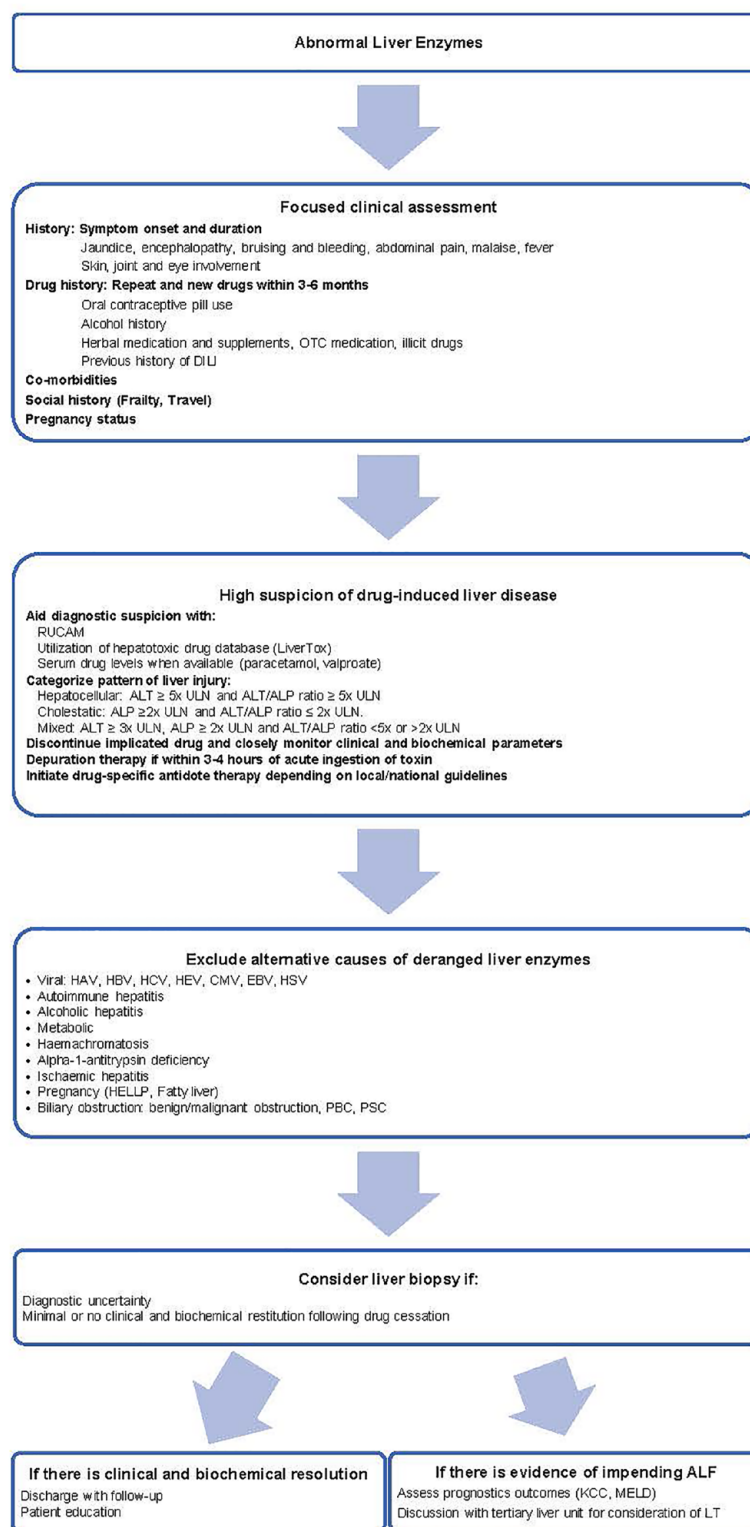 Abnormal Liver Enzymes
Focused clinical assessment
History: Symptom onset and duration
Jaundice, encephalopathy, bruising and bleeding, abdominal pain, malaise, fever
Skin, joint and eye involvement
Drug history: Repeat and new drugs within 3-6 months
Oral contraceptive pill use
Alcohol history
Herbal medication and supplements, OTC medication, illicit drugs
Previous history of DILI
Co-morbidities
Social history (Frailty, Travel)
Pregnancy status
High suspicion of drug-induced liver disease
Aid diagnostic suspicion with:
RUCAM
Utilization of hepatotoxic drug database (LiverTox)
Serum drug levels when available (paracetamol, valproate)
Categorize pattern of liver injury:
Hepatocellular: ALT ≥ 5x ULN and ALT/ALP ratio ≥ 5x ULN
Cholestatic: ALP ≥2x ULN and ALT/ALP ratio ≤ 2x ULN.
Mixed: ALT ≥ 3x ULN, ALP ≥ 2x ULN and ALT/ALP ratio <5x or >2x ULN
Discontinue implicated drug and closely monitor clinical and biochemical parameters
Depuration therapy if within 3-4 hours of acute ingestion of toxin
Initiate drug-specific antidote therapy depending on local/national guidelines
Exclude alternative causes of deranged liver enzymes
• Viral: HAV, HBV, HCV, HEV, CMV, EBV, HSV
• Autoimmune hepatitis
• Alcoholic hepatitis
• Metabolic
• Haemachromatosis
• Alpha-1-antitrypsin deficiency
• Ischaemic hepatitis
• Pregnancy (HELLP, Fatty liver)
• Biliary obstruction: benign/malignant obstruction, PBC, PSC
Consider liver biopsy if:
Diagnostic uncertainty
Minimal or no clinical and biochemical restitution following drug cessation
If there is clinical and biochemical resolution
Discharge with follow-up
Patient education
If there is evidence of impending ALF
Assess prognostics outcomes (KCC, MELD)
Discussion with tertiary liver unit for consideration of LT